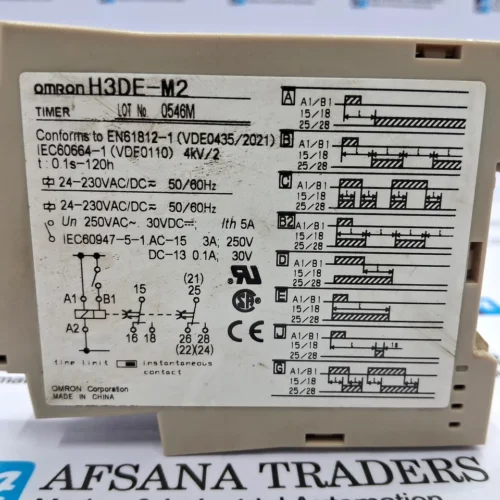 OMRON H3DE-M2
TIMER LOT No. 0546M
Conforms to EN61812-1 (VDE0435/2021)
IEC60664-1 (VDE0110) 4kV/2
t: 0.1s-120h
24-230VAC/DC 50/60Hz
24-230VAC/DC 50/60Hz
Un 250VAC~ 30VDC Ith 5A
IEC60947-5-1 AC-15 3A; 250V
DC-13 0.1A; 30V
(21)
15 25
A1 B1
A2
16 18 26 28
(22)(24)
time limit instantaneous contact
OMRON Corporation
MADE IN CHINA
A A1/B1
15/18
25/28
B A1/B1
15/18
25/28
C A1/B1
15/18
25/28
B2 A1/B1
15/18
25/28
D A1/B1
15/18
25/28
E A1/B1
15/18
25/28
J A1/B1
15/18
25/28
G A1/B1
15/18
25/28
AFSANA TRADERS